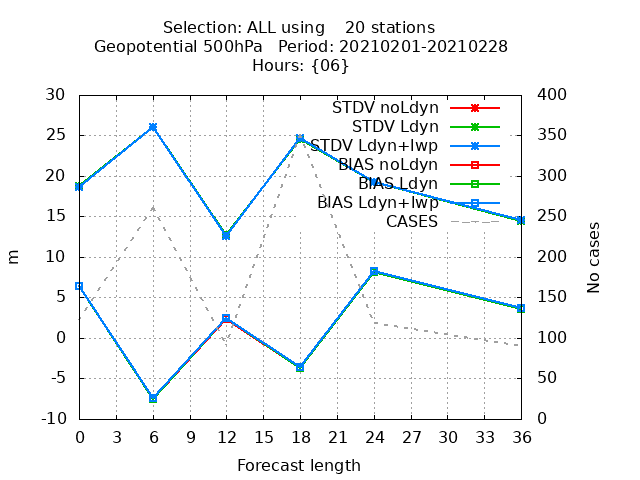 Selection: ALL using    20 stations
Geopotential 500hPa   Period: 20210201-20210228
Hours: {06}
30
25
20
15
10
5
0
-5
-10
m
400
350
300
250
200
150
100
50
0
No cases
STDV noLdyn
STDV Ldyn
STDV Ldyn+lwp
BIAS noLdyn
BIAS Ldyn
BIAS Ldyn+lwp
CASES
0 3 6 9 12 15 18 21 24 27 30 33 36
Forecast length